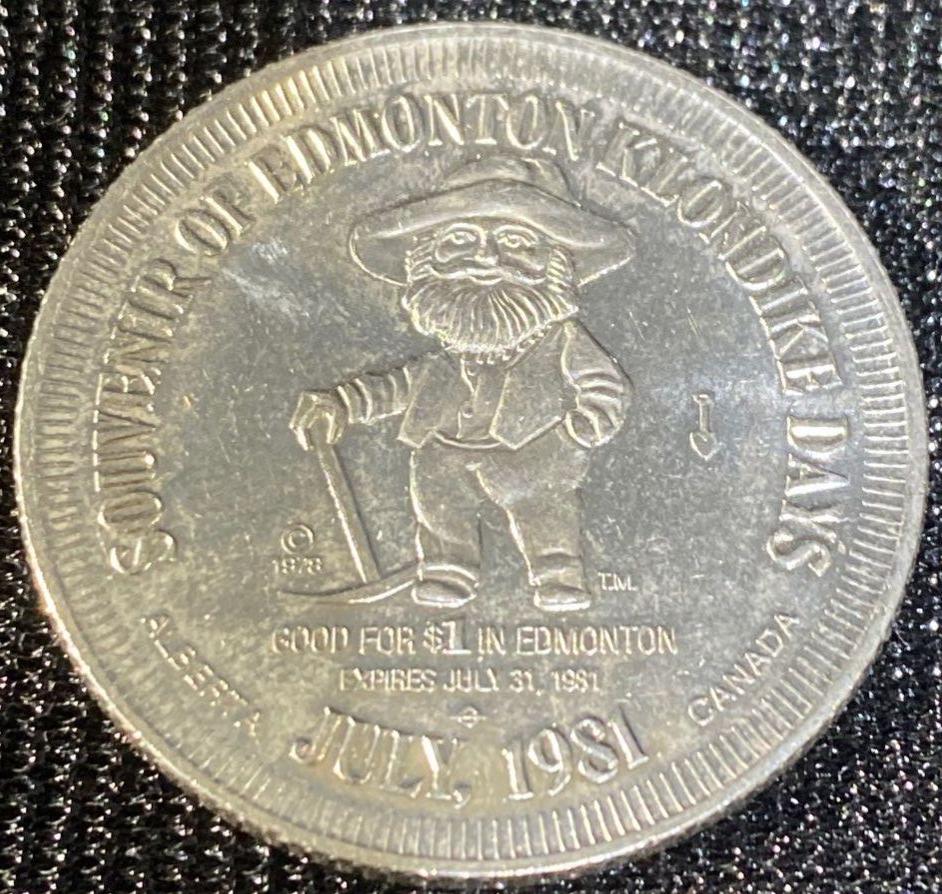 SOUVENIR OF EDMONTON KLONDIKE DAYS
©
1978
T.M.
GOOD FOR $1 IN EDMONTON
EXPIRES JULY 31, 1981
ALBERTA
CANADA
JULY, 1981